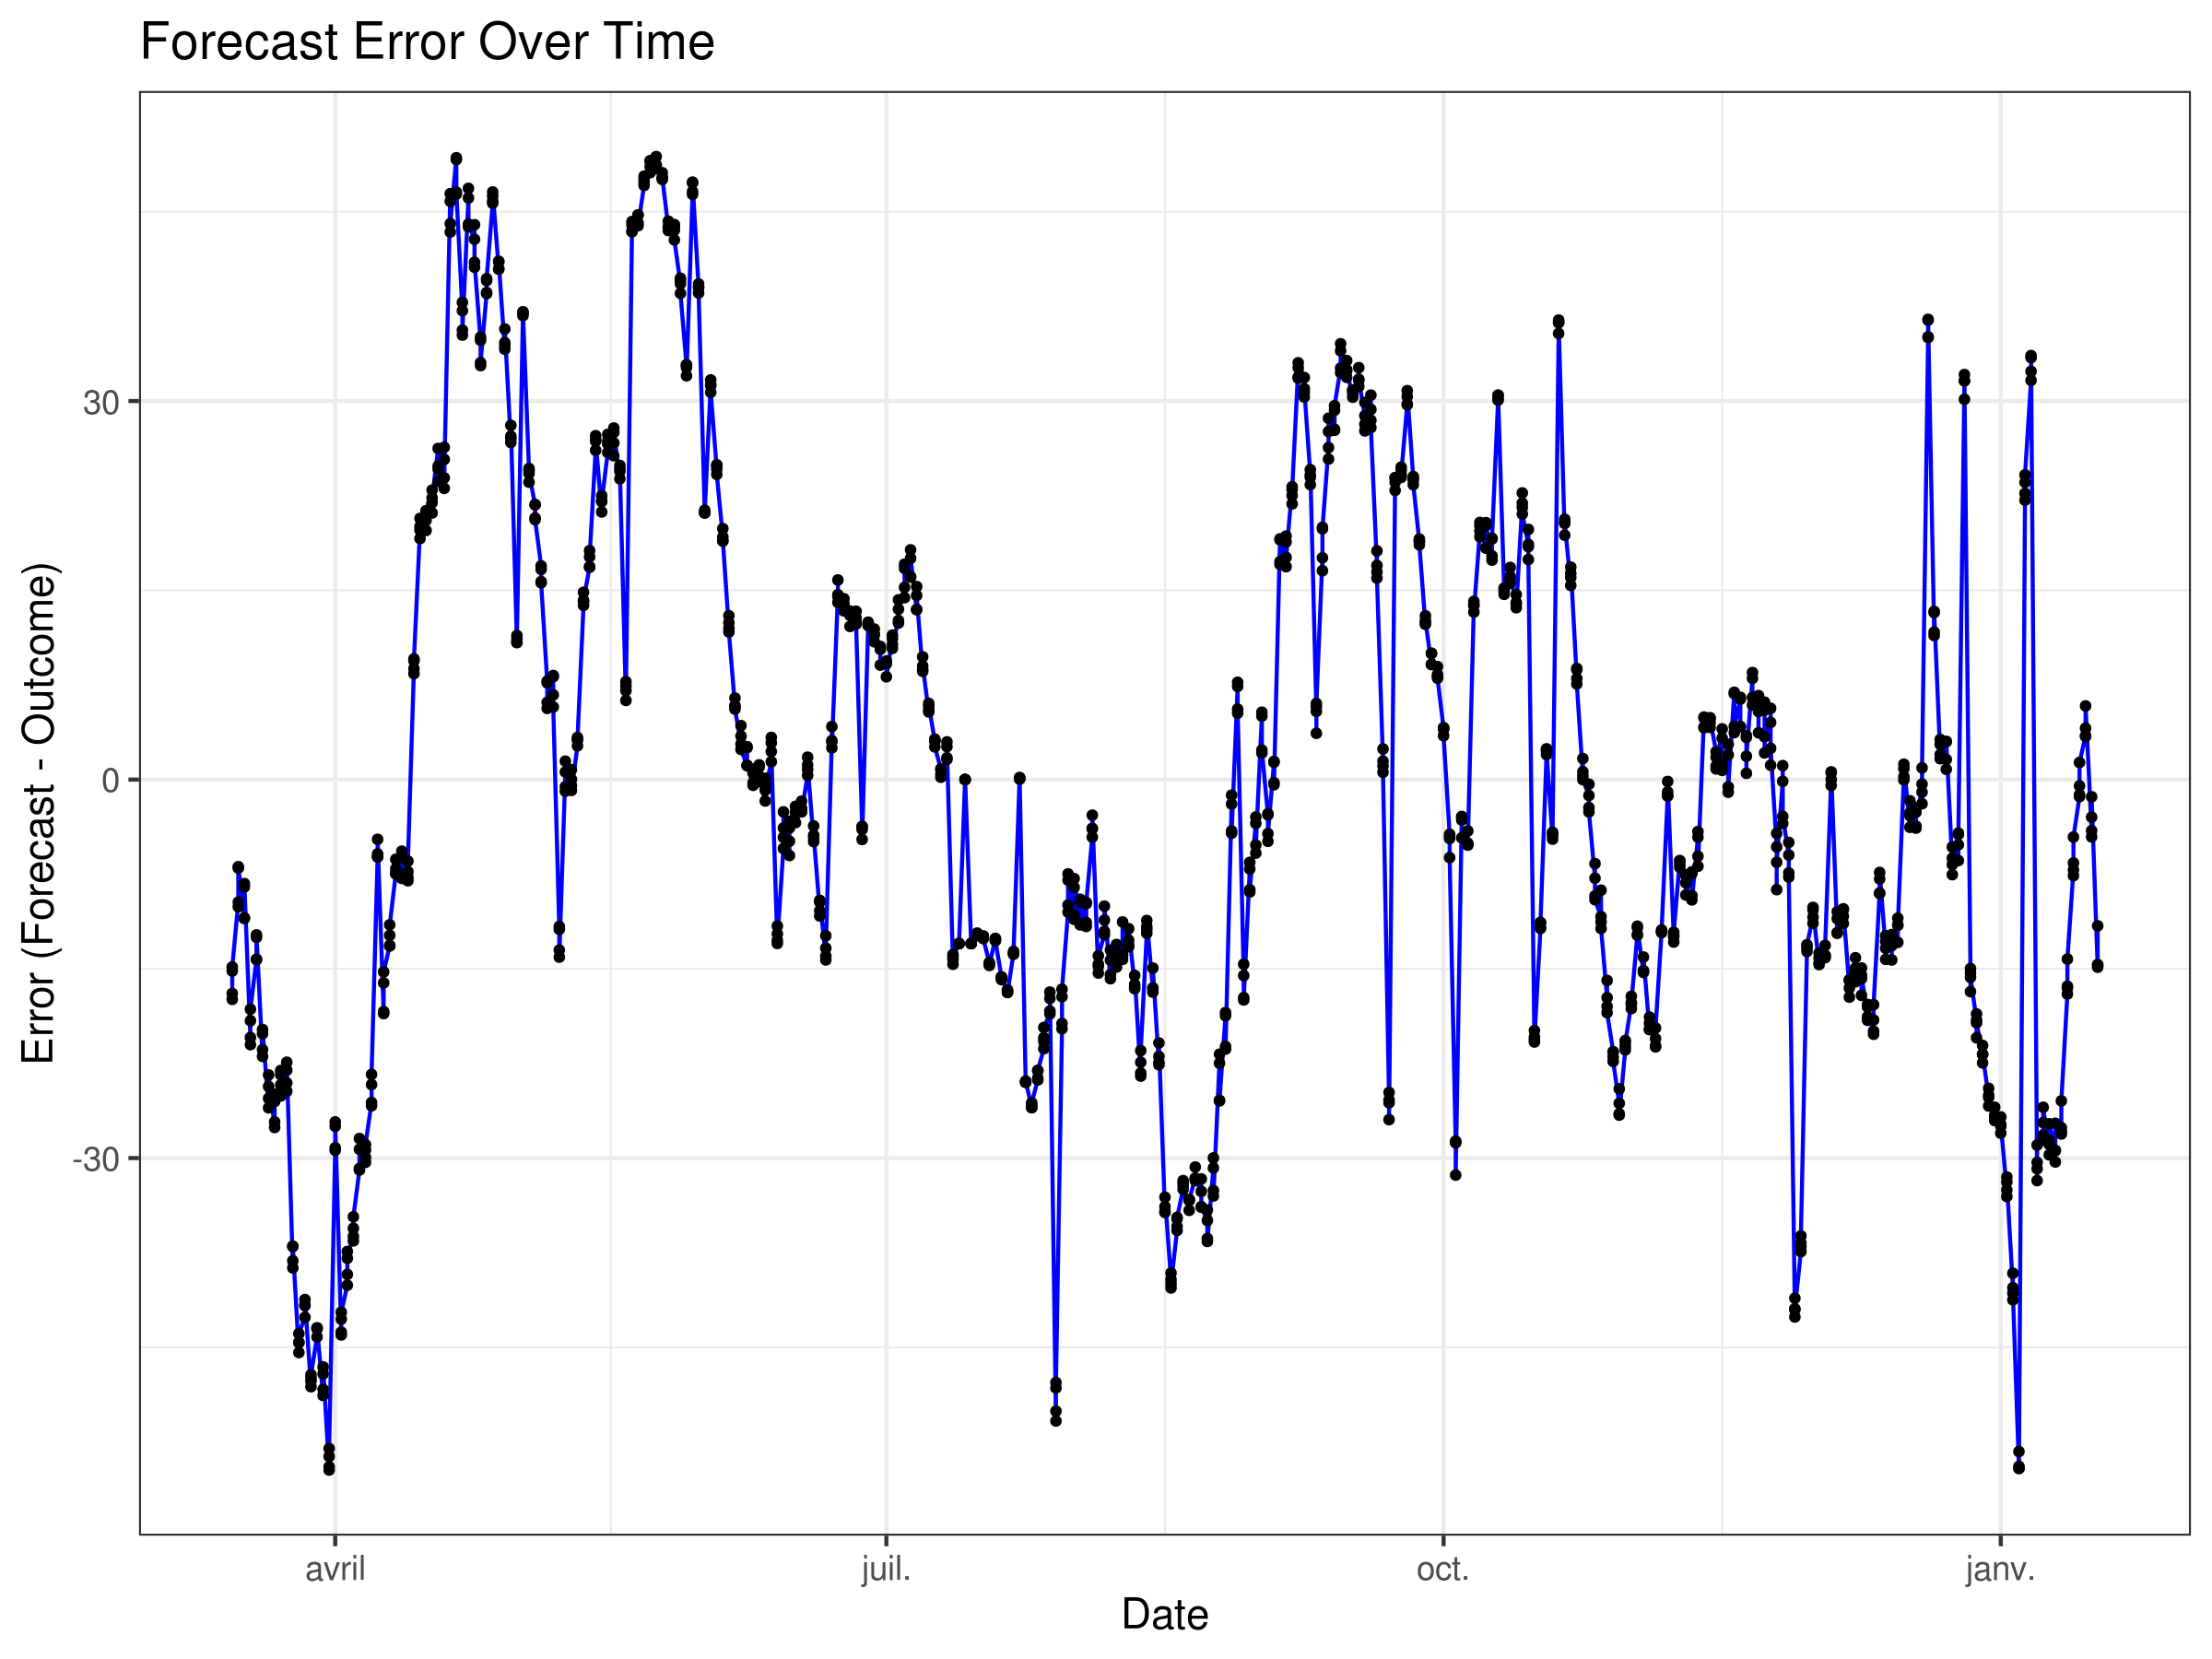 Forecast Error Over Time
Error (Forecast - Outcome)
30
0
-30
avril
juil.
oct.
janv.
Date